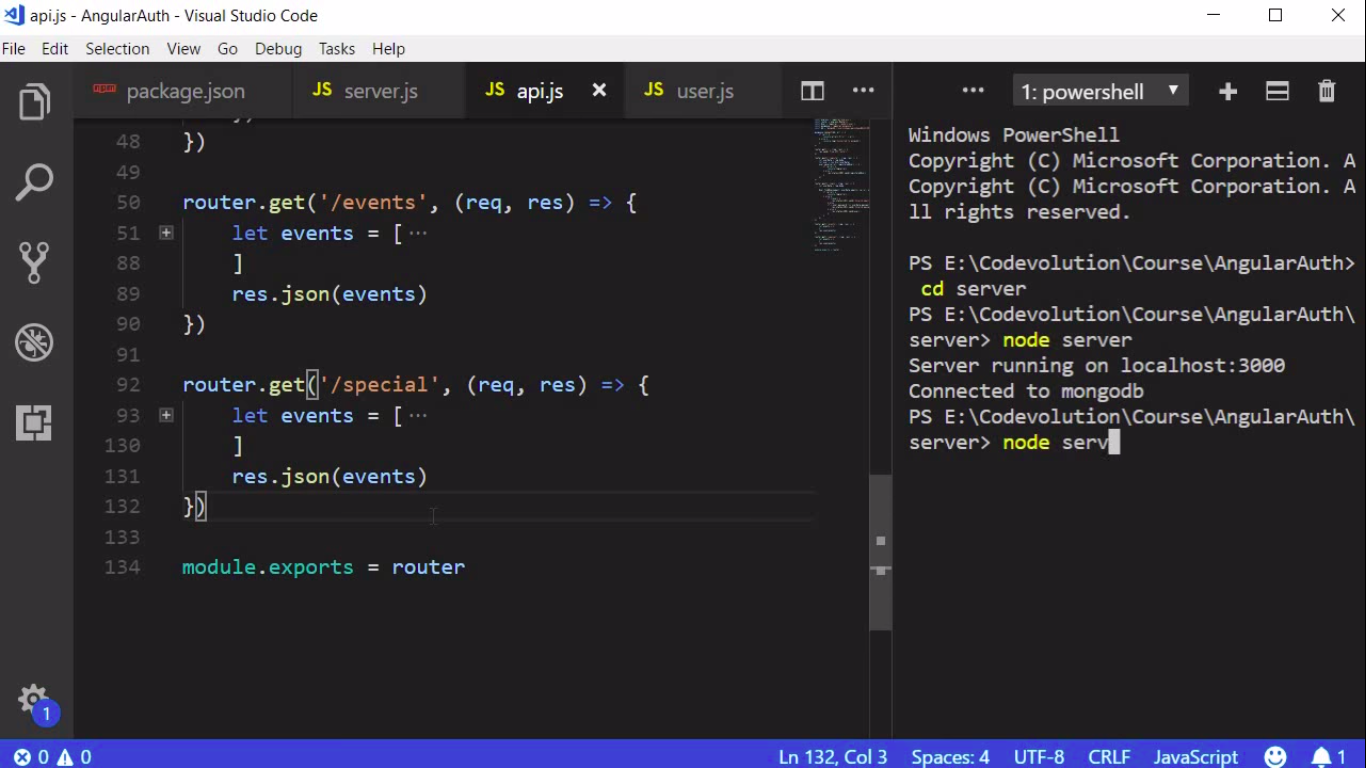 api.js - AngularAuth - Visual Studio Code
File Edit Selection View Go Debug Tasks Help
package.json JS server.js JS api.js JS user.js
48 })
49
50 router.get('/events', (req, res) => {
51 let events = [ ···
88 ]
89 res.json(events)
90 })
91
92 router.get('/special', (req, res) => {
93 let events = [ ···
130 ]
131 res.json(events)
132 })
133
134 module.exports = router
1: powershell
Windows PowerShell
Copyright (C) Microsoft Corporation. A
Copyright (C) Microsoft Corporation. A
ll rights reserved.
PS E:\Codevolution\Course\AngularAuth>
cd server
PS E:\Codevolution\Course\AngularAuth\
server> node server
Server running on localhost:3000
Connected to mongodb
PS E:\Codevolution\Course\AngularAuth\
server> node serv
1
0 0 Ln 132, Col 3 Spaces: 4 UTF-8 CRLF JavaScript 1